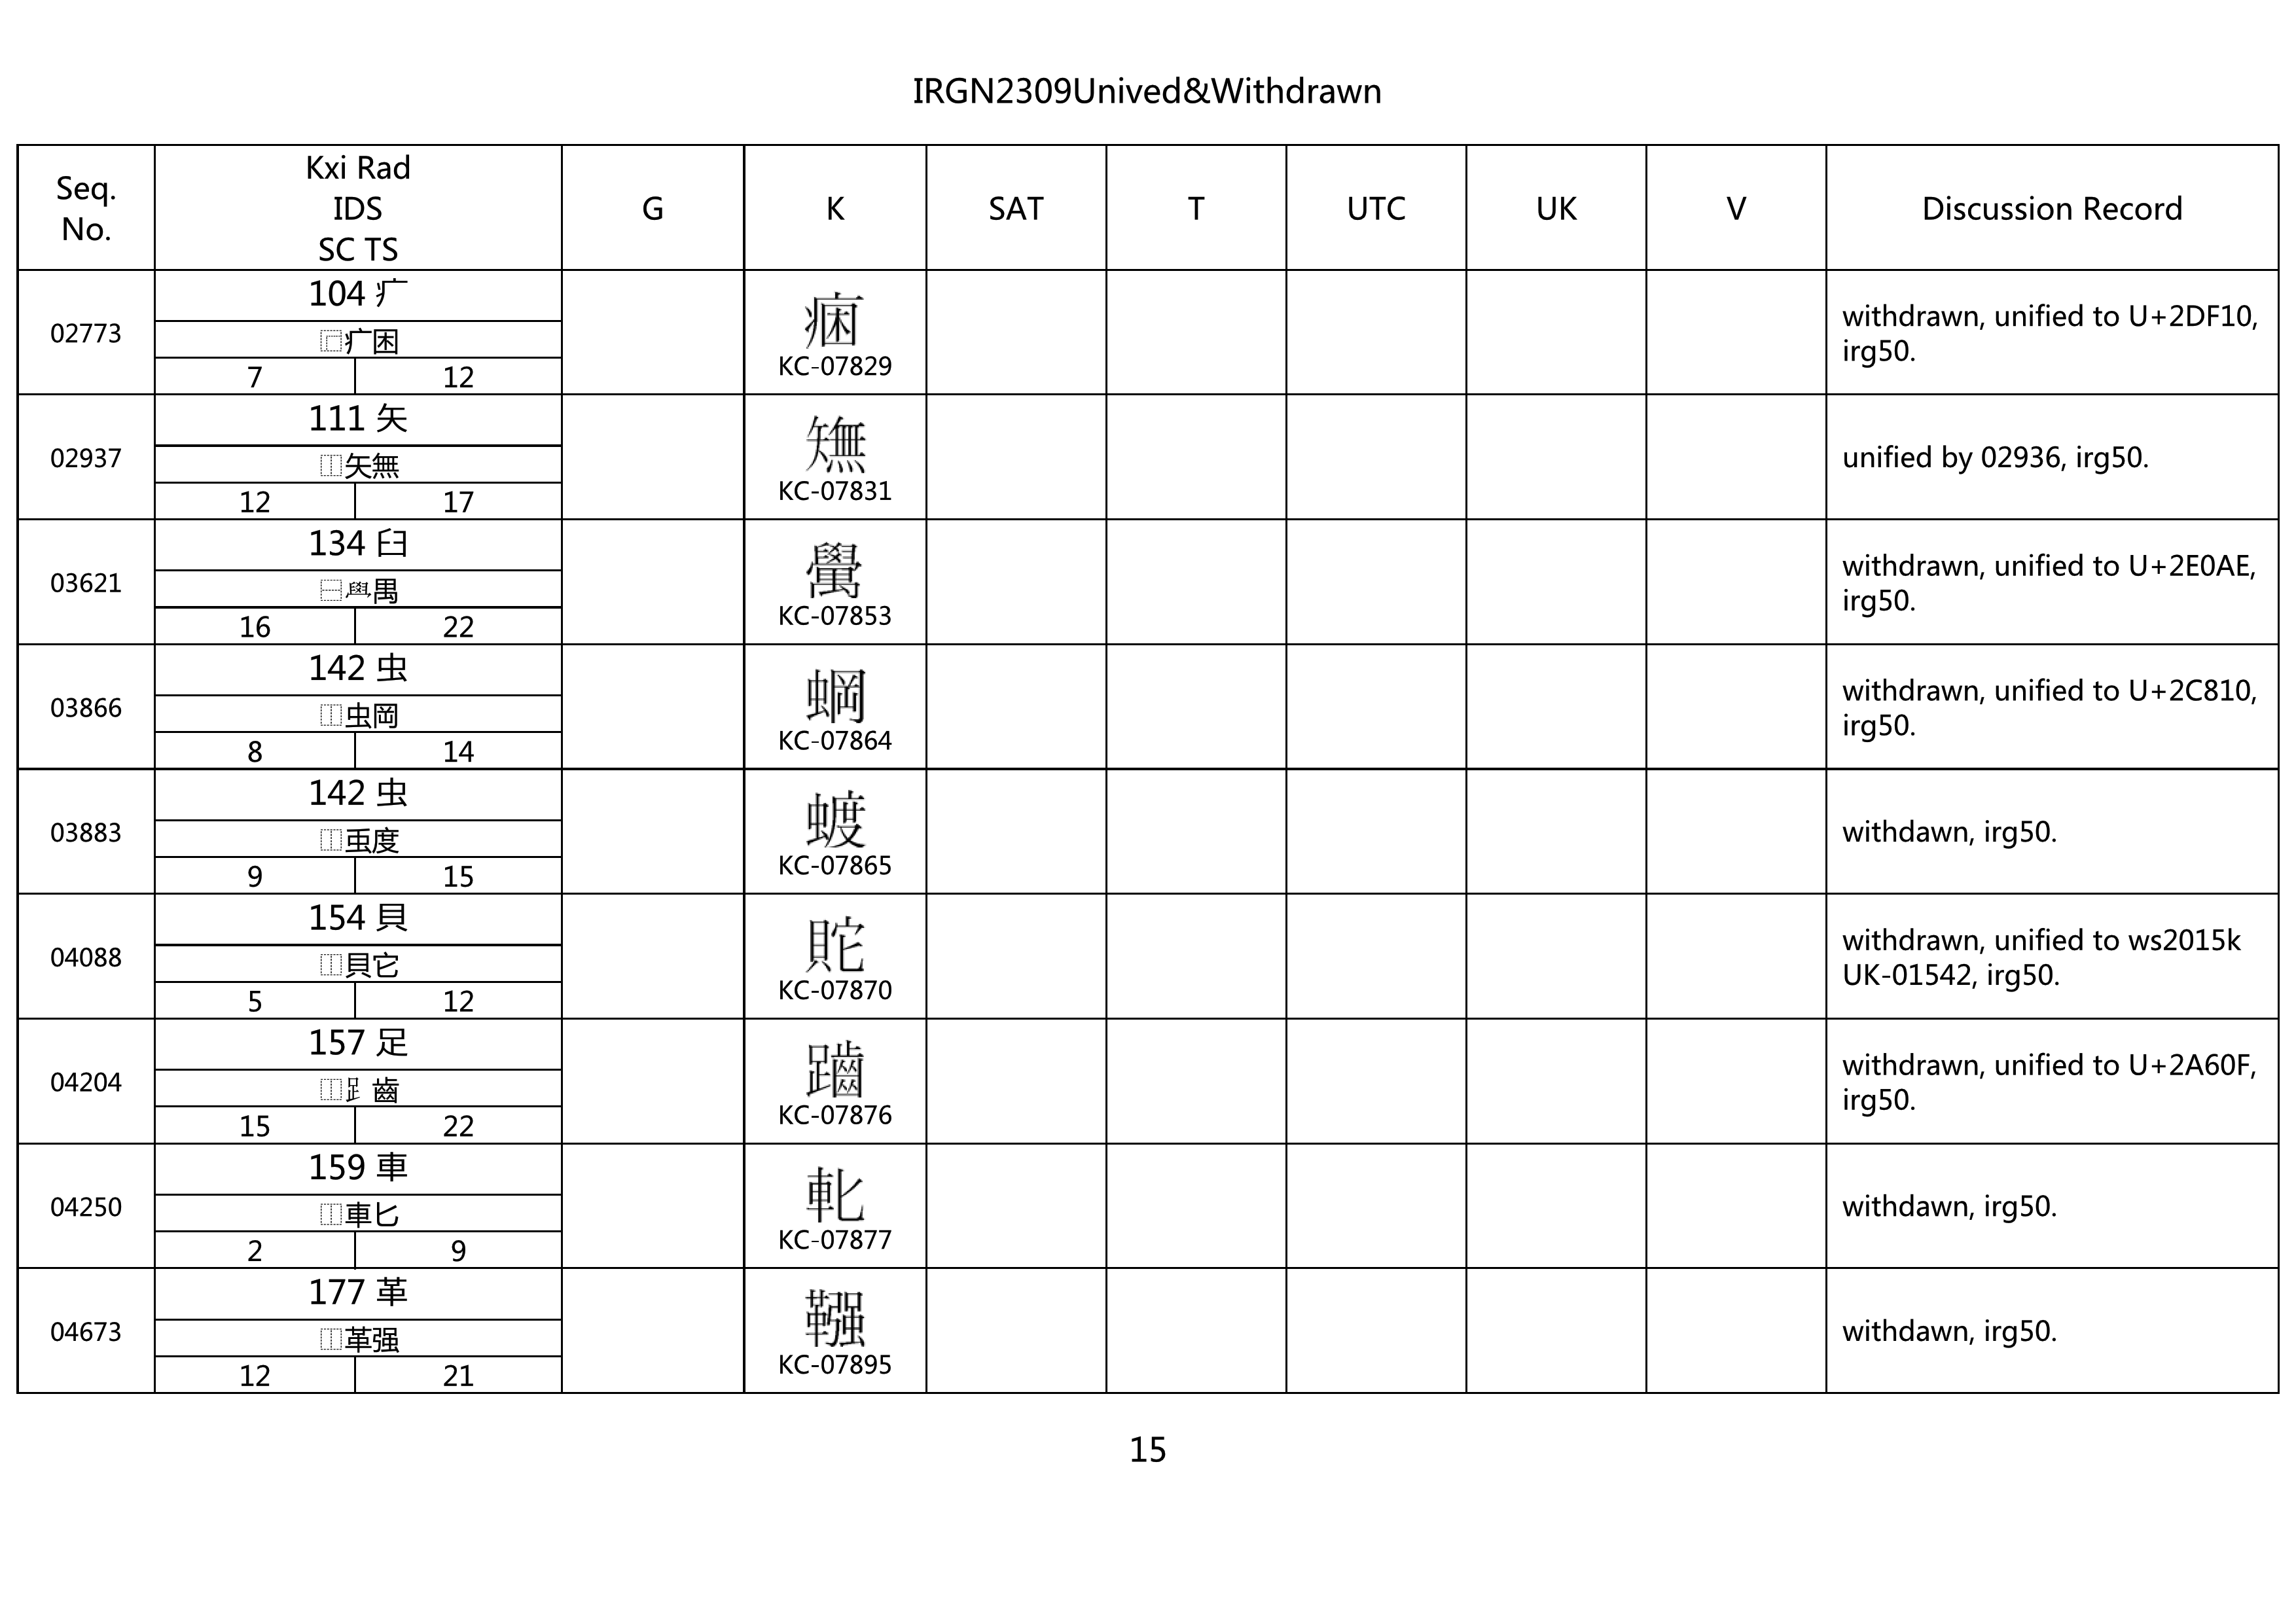 IRGN2309Unived&Withdrawn
Seq.
No.
Kxi Rad
IDS
SC TS
G
K
SAT
T
UTC
UK
V
Discussion Record
02773
104 疒
⿸疒困
7
12
KC-07829
withdrawn, unified to U+2DF10,
irg50.
02937
111 矢
⿰矢無
12
17
KC-07831
unified by 02936, irg50.
03621
134 臼
⿱𦥯禺
16
22
KC-07853
withdrawn, unified to U+2E0AE,
irg50.
03866
142 虫
⿰虫岡
8
14
KC-07864
withdrawn, unified to U+2C810,
irg50.
03883
142 虫
⿰䖝度
9
15
KC-07865
withdawn, irg50.
04088
154 貝
⿰貝它
5
12
KC-07870
withdrawn, unified to ws2015k
UK-01542, irg50.
04204
157 足
⿰𧾷齒
15
22
KC-07876
withdrawn, unified to U+2A60F,
irg50.
04250
159 車
⿰車匕
2
9
KC-07877
withdawn, irg50.
04673
177 革
⿰革强
12
21
KC-07895
withdawn, irg50.
15